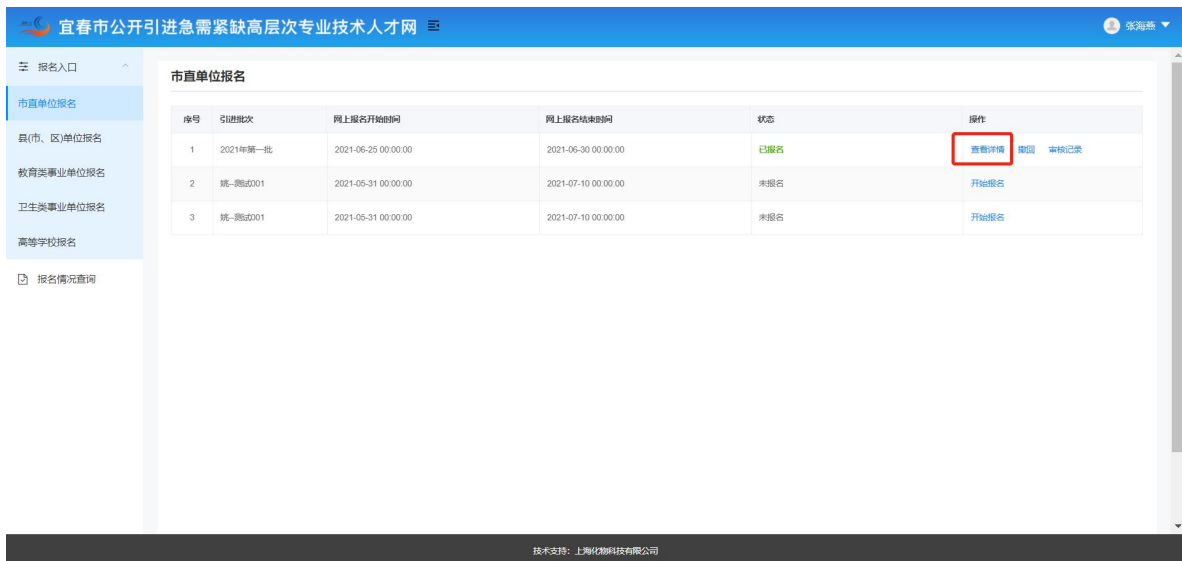 宜春市公开引进急需紧缺高层次专业技术人才网
张海燕
报名入口
市直单位报名
县(市、区)单位报名
教育类事业单位报名
卫生类事业单位报名
高等学校报名
报名情况查询
市直单位报名
序号 引进批次 网上报名开始时间 网上报名结束时间 状态 操作
1 2021年第一批 2021-06-25 00:00:00 2021-06-30 00:00:00 已报名 查看详情 撤回 审核记录
2 姚--测试001 2021-05-31 00:00:00 2021-07-10 00:00:00 未报名 开始报名
3 姚--测试001 2021-05-31 00:00:00 2021-07-10 00:00:00 未报名 开始报名
技术支持：上海化物科技有限公司